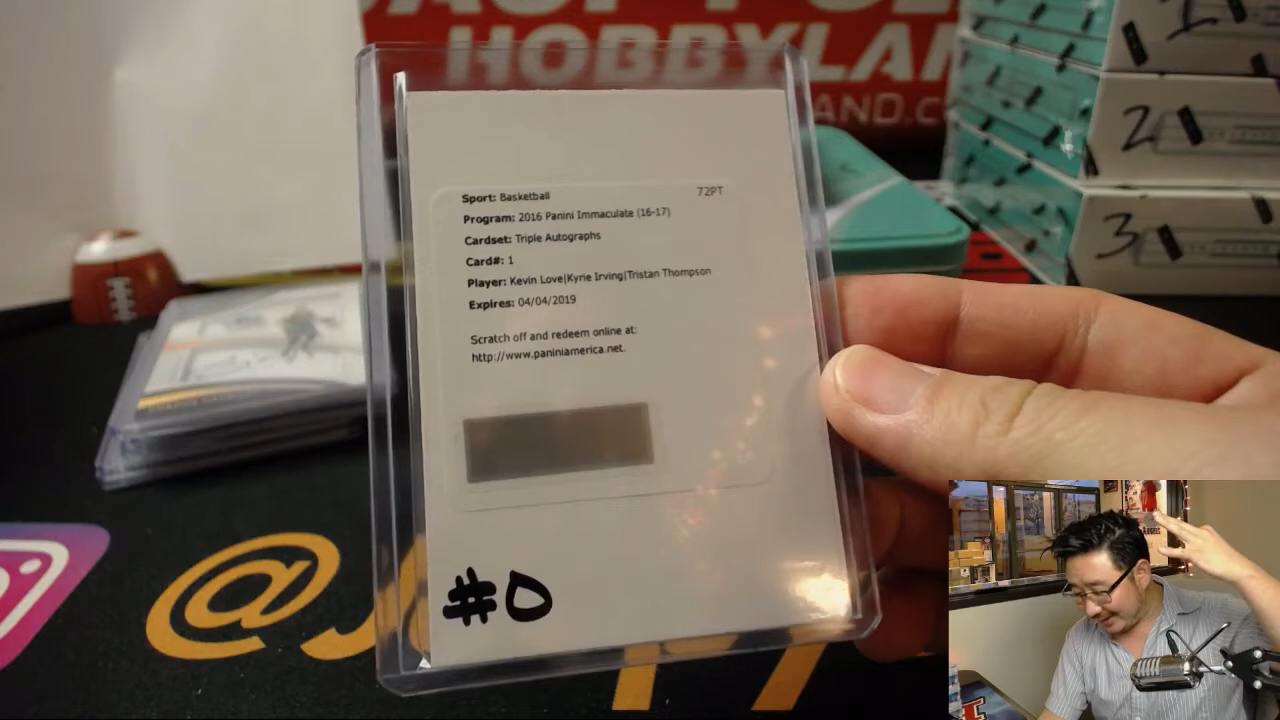 HOBBYLAN
AND.C
1
2
3
Sport: Basketball
72PT
Program: 2016 Panini Immaculate (16-17)
Cardset: Triple Autographs
Card#: 1
Player: Kevin Love|Kyrie Irving|Tristan Thompson
Expires: 04/04/2019
Scratch off and redeem online at:
http://www.paniniamerica.net.
#0
@J